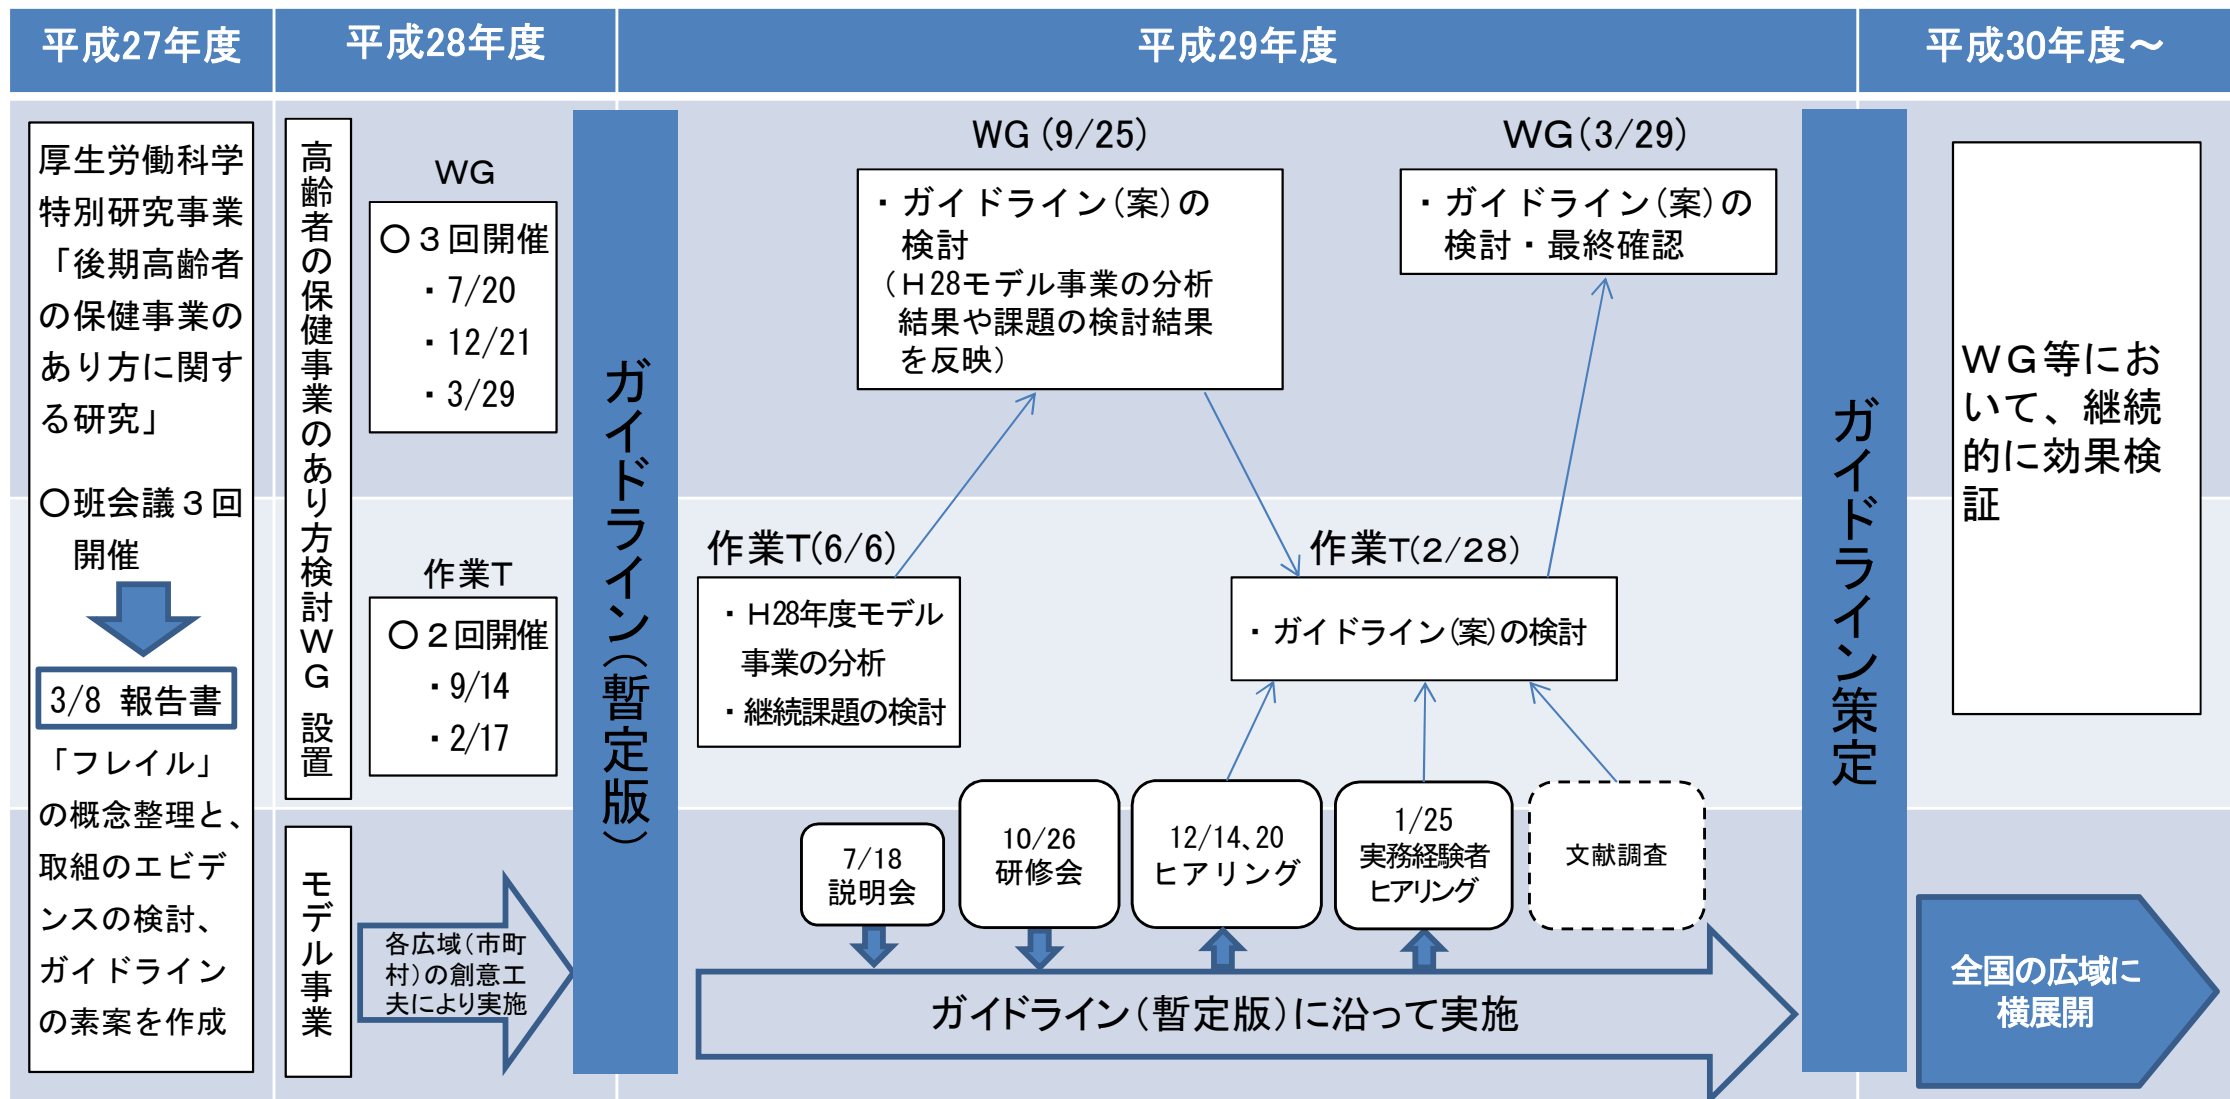 平成27年度
平成28年度
平成29年度
平成30年度～
厚生労働科学
特別研究事業
「後期高齢者
の保健事業の
あり方に関す
る研究」
○班会議３回
開催
3/8 報告書
「フレイル」
の概念整理と、
取組のエビデ
ンスの検討、
ガイドライン
の素案を作成
高齢者の保健事業のあり方検討ＷＧ 設置
ＷＧ
○３回開催
・7/20
・12/21
・3/29
作業Ｔ
○２回開催
・9/14
・2/17
モデル事業
各広域（市町
村）の創意工
夫により実施
ガイドライン（暫定版）
WG（9/25）
・ガイドライン（案）の
検討
（Ｈ28モデル事業の分析
結果や課題の検討結果
を反映）
ＷＧ（3/29）
・ガイドライン（案）の
検討・最終確認
作業T(6/6)
・Ｈ28年度モデル
事業の分析
・継続課題の検討
作業T(2/28)
・ガイドライン（案）の検討
7/18
説明会
10/26
研修会
12/14、20
ヒアリング
1/25
実務経験者
ヒアリング
文献調査
ガイドライン（暫定版）に沿って実施
ガイドライン策定
ＷＧ等にお
いて、継続
的に効果検
証
全国の広域に
横展開